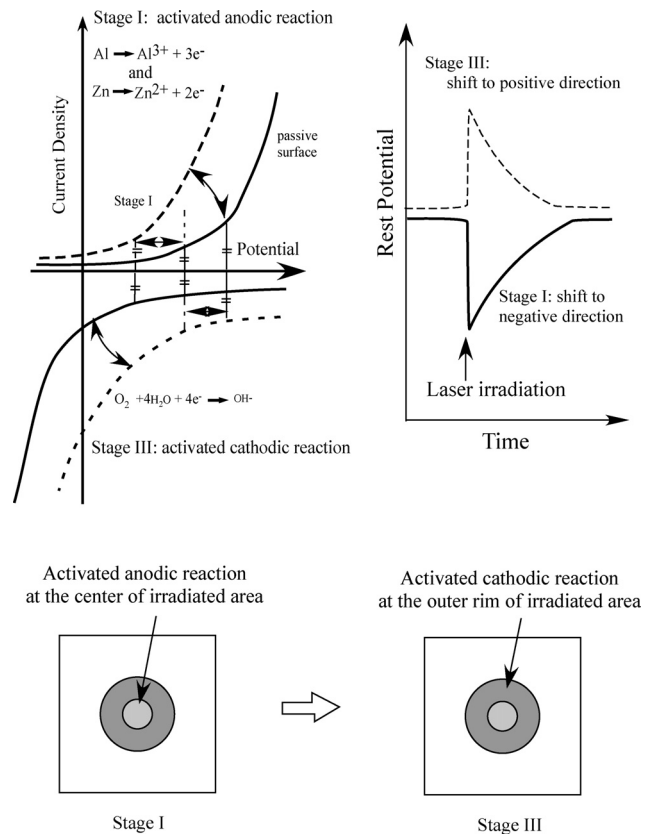 Stage I: activated anodic reaction
Al → Al3+ + 3e-
and
Zn → Zn2+ + 2e-
Current Density
passive
surface
Stage I
Potential
O2 +4H2O + 4e- → OH-
Stage III: activated cathodic reaction
Stage III:
shift to positive direction
Rest Potential
Stage I: shift to
negative direction
Laser irradiation
Time
Activated anodic reaction
at the center of irradiated area
Stage I
Activated cathodic reaction
at the outer rim of irradiated area
Stage III